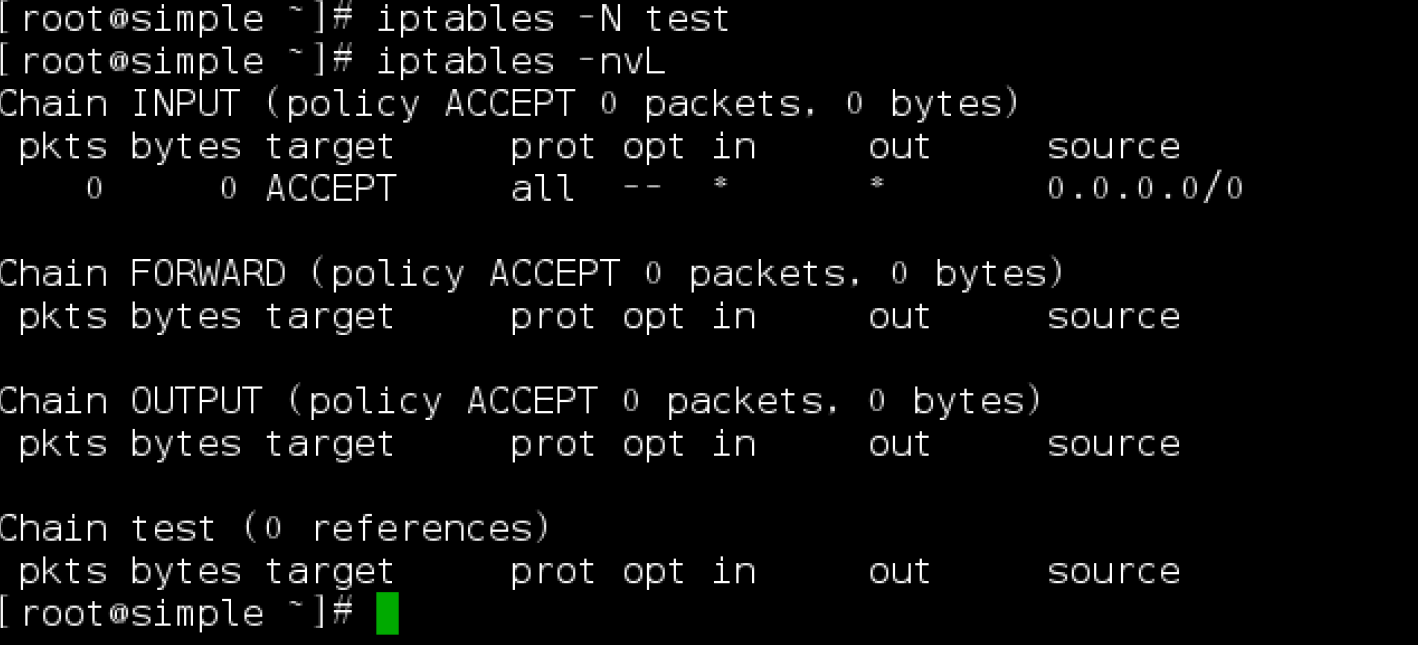 [root@simple ~]# iptables -N test
[root@simple ~]# iptables -nvL
Chain INPUT (policy ACCEPT 0 packets, 0 bytes)
 pkts bytes target     prot opt in     out     source
    0     0 ACCEPT     all  --  *      *       0.0.0.0/0

Chain FORWARD (policy ACCEPT 0 packets, 0 bytes)
 pkts bytes target     prot opt in     out     source

Chain OUTPUT (policy ACCEPT 0 packets, 0 bytes)
 pkts bytes target     prot opt in     out     source

Chain test (0 references)
 pkts bytes target     prot opt in     out     source
[root@simple ~]#